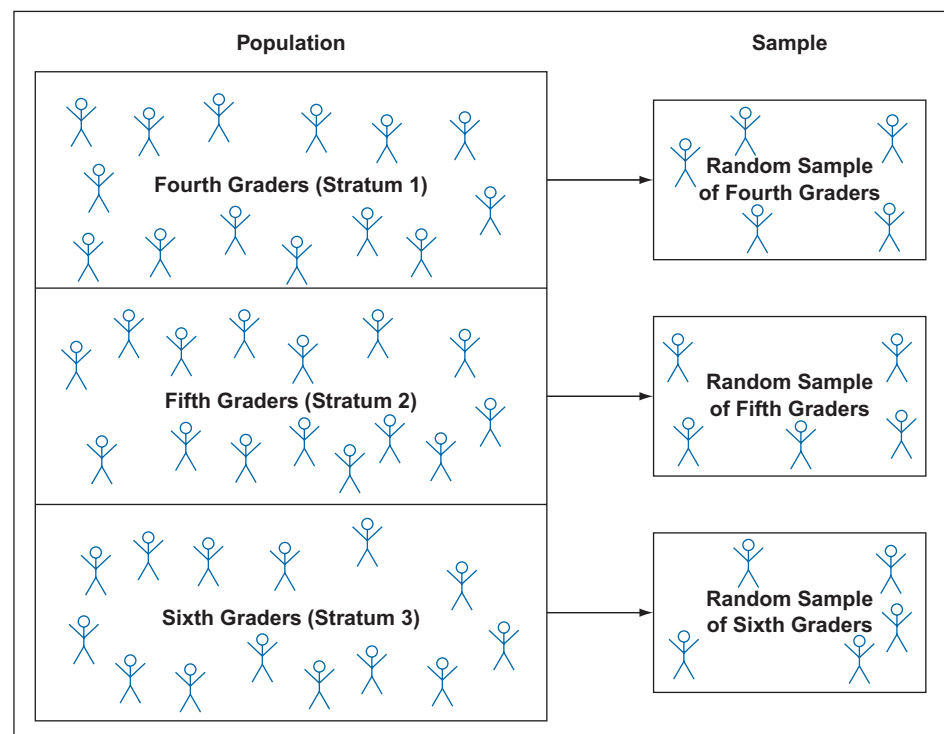 Population
Sample
Fourth Graders (Stratum 1)
Random Sample
of Fourth Graders
Fifth Graders (Stratum 2)
Random Sample
of Fifth Graders
Sixth Graders (Stratum 3)
Random Sample
of Sixth Graders